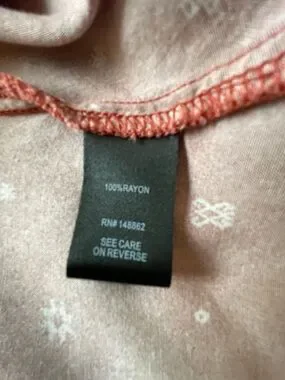 100%RAYON
RN# 148862
SEE CARE
ON REVERSE